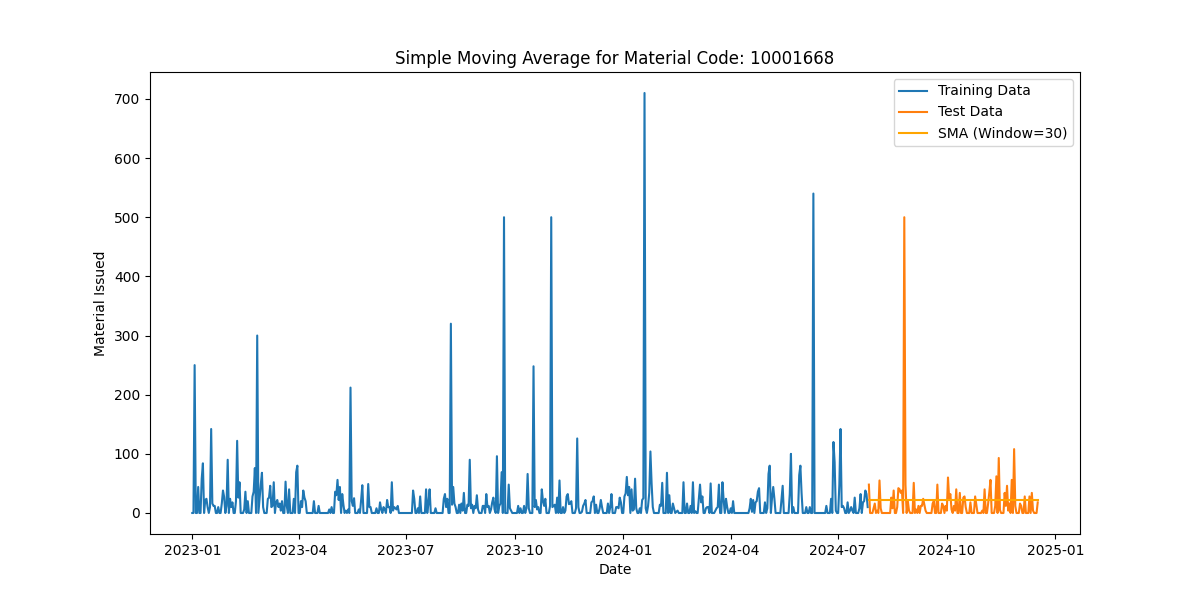 Simple Moving Average for Material Code: 10001668
Training Data
Test Data
SMA (Window=30)
Material Issued
700
600
500
400
300
200
100
0
2023-01 2023-04 2023-07 2023-10 2024-01 2024-04 2024-07 2024-10 2025-01
Date